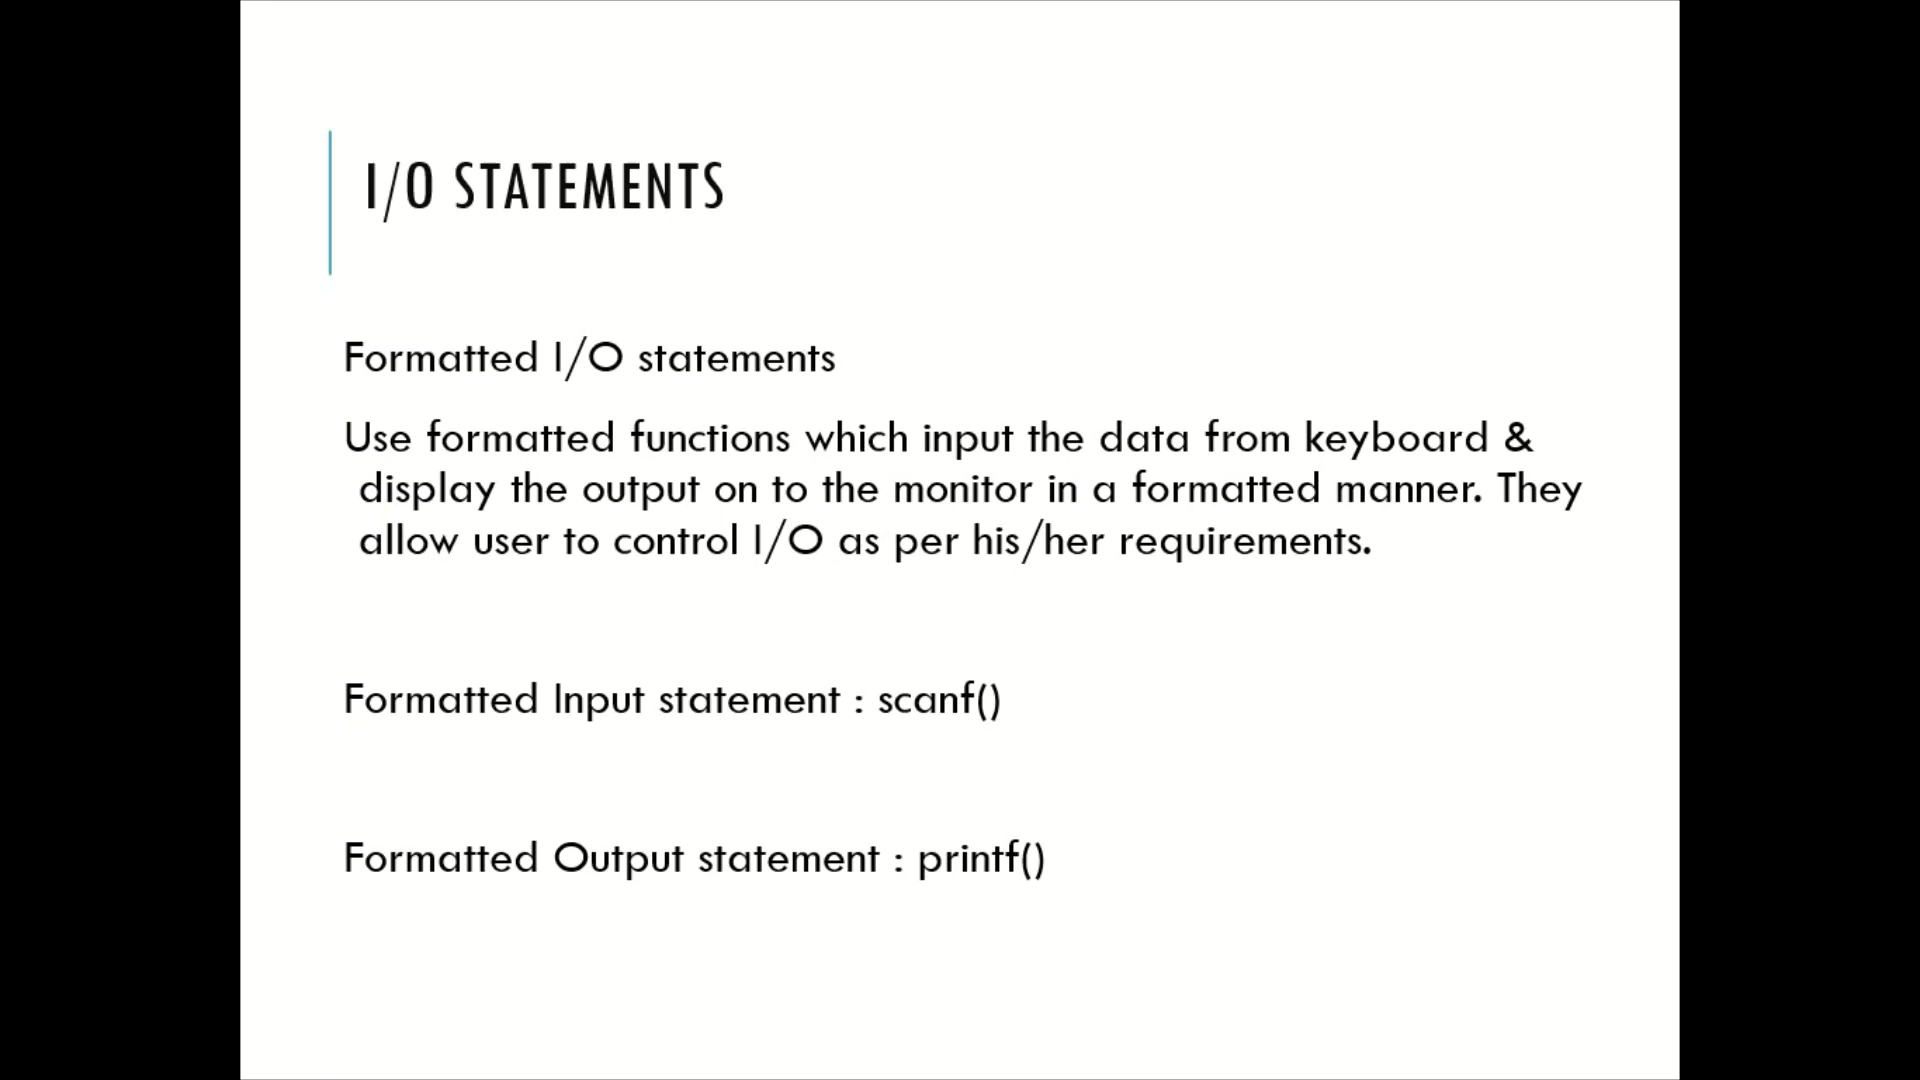 I/O STATEMENTS
Formatted I/O statements
Use formatted functions which input the data from keyboard &
display the output on to the monitor in a formatted manner. They
allow user to control I/O as per his/her requirements.
Formatted Input statement : scanf()
Formatted Output statement : printf()